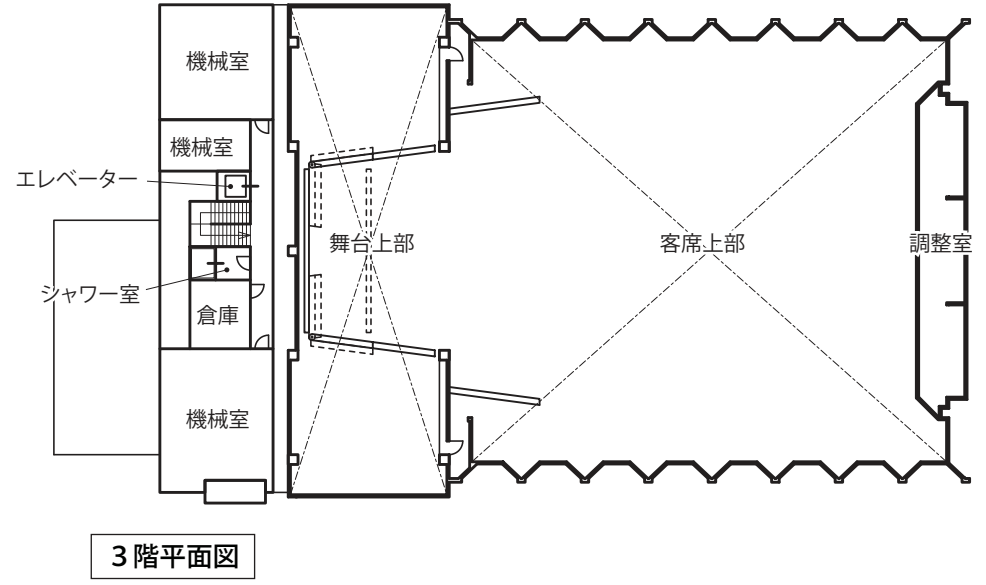 機械室
機械室
エレベーター
舞台上部
客席上部
調整室
シャワー室
倉庫
機械室
3階平面図